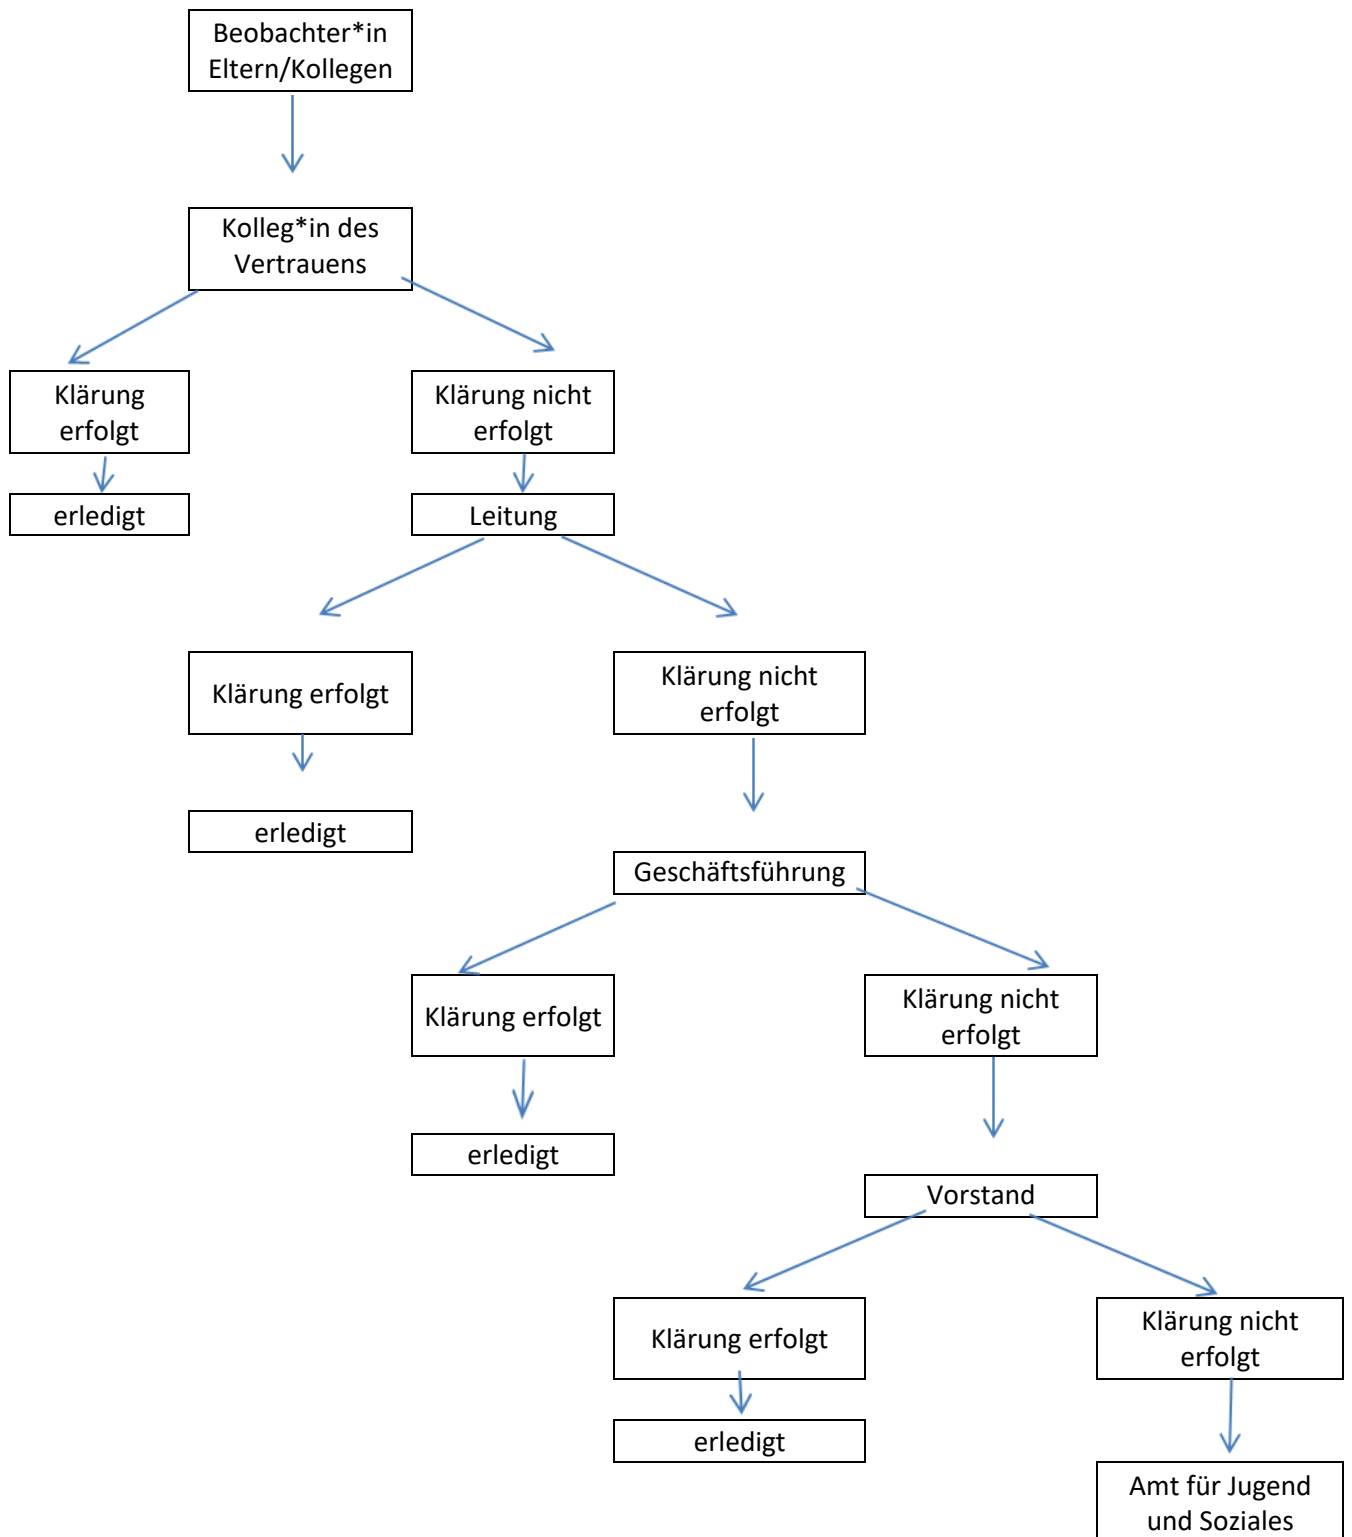 Beobachter*in
Eltern/Kollegen
Kolleg*in des
Vertrauens
Klärung
erfolgt
Klärung nicht
erfolgt
erledigt
Leitung
Klärung erfolgt
Klärung nicht
erfolgt
erledigt
Geschäftsführung
Klärung erfolgt
Klärung nicht
erfolgt
erledigt
Vorstand
Klärung erfolgt
Klärung nicht
erfolgt
erledigt
Amt für Jugend
und Soziales